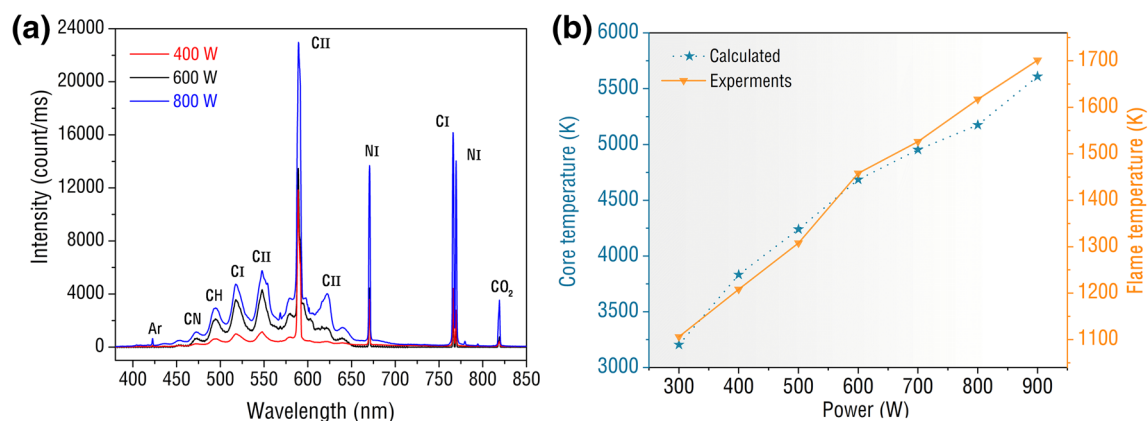 (a)
24000
20000
16000
12000
8000
4000
0
Intensity (count/ms)
400 W
600 W
800 W
Ar
CN
CH
CI
CII
CII
CII
NI
CI
NI
CO2
400
450
500
550
600
650
700
750
800
850
Wavelength (nm)
(b)
6000
5500
5000
4500
4000
3500
3000
Core temperature (K)
Calculated
Experments
1700
1600
1500
1400
1300
1200
1100
Flame temperature (K)
300
400
500
600
700
800
900
Power (W)